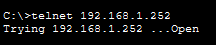 C:\>telnet 192.168.1.252
Trying 192.168.1.252 ...Open